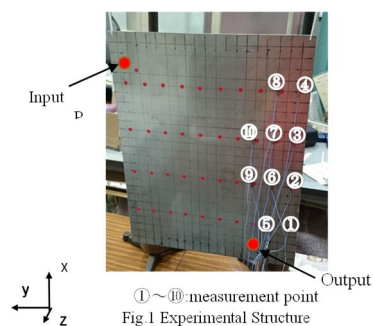 ⑧ ④
Input
P
⑩ ⑦ ③
⑨ ⑥ ②
⑤ ①
Output
x
y
z
①～⑩:measurement point
Fig.1 Experimental Structure